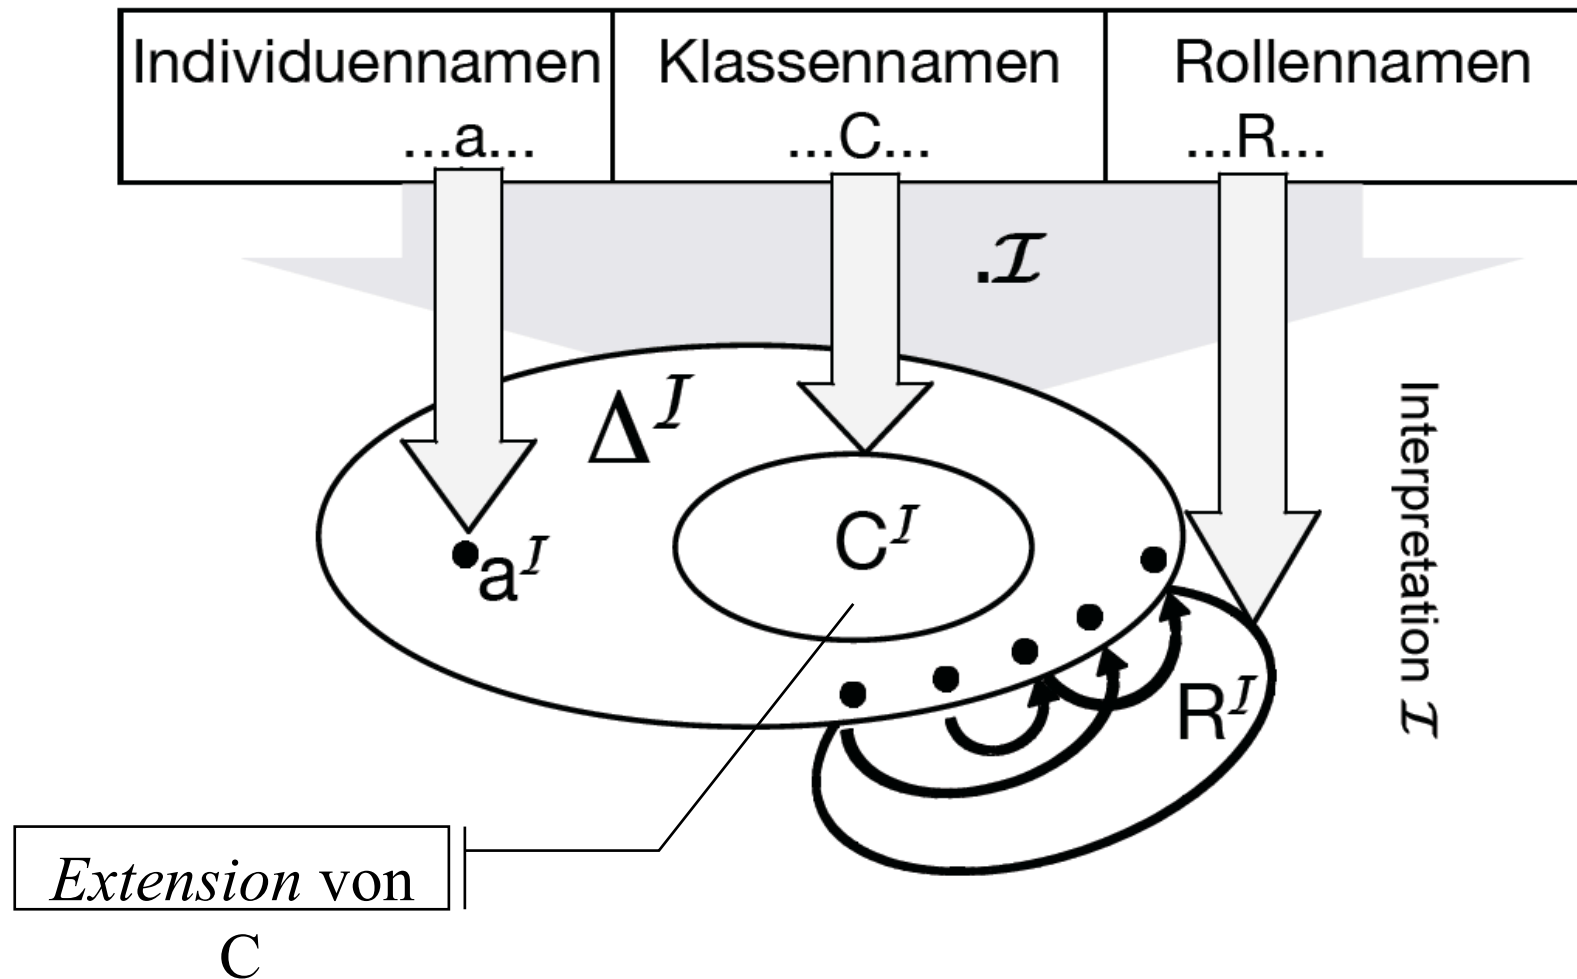 Individuennamen
...a...
Klassennamen
...C...
Rollennamen
...R...
.ℐ
Δ^ℐ
a^ℐ
C^ℐ
R^ℐ
Interpretation ℐ
Extension von
C